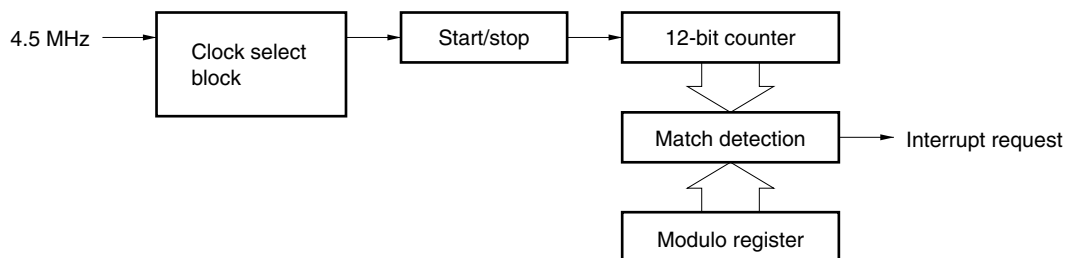 4.5 MHz
Clock select
block
Start/stop
12-bit counter
Match detection
Interrupt request
Modulo register